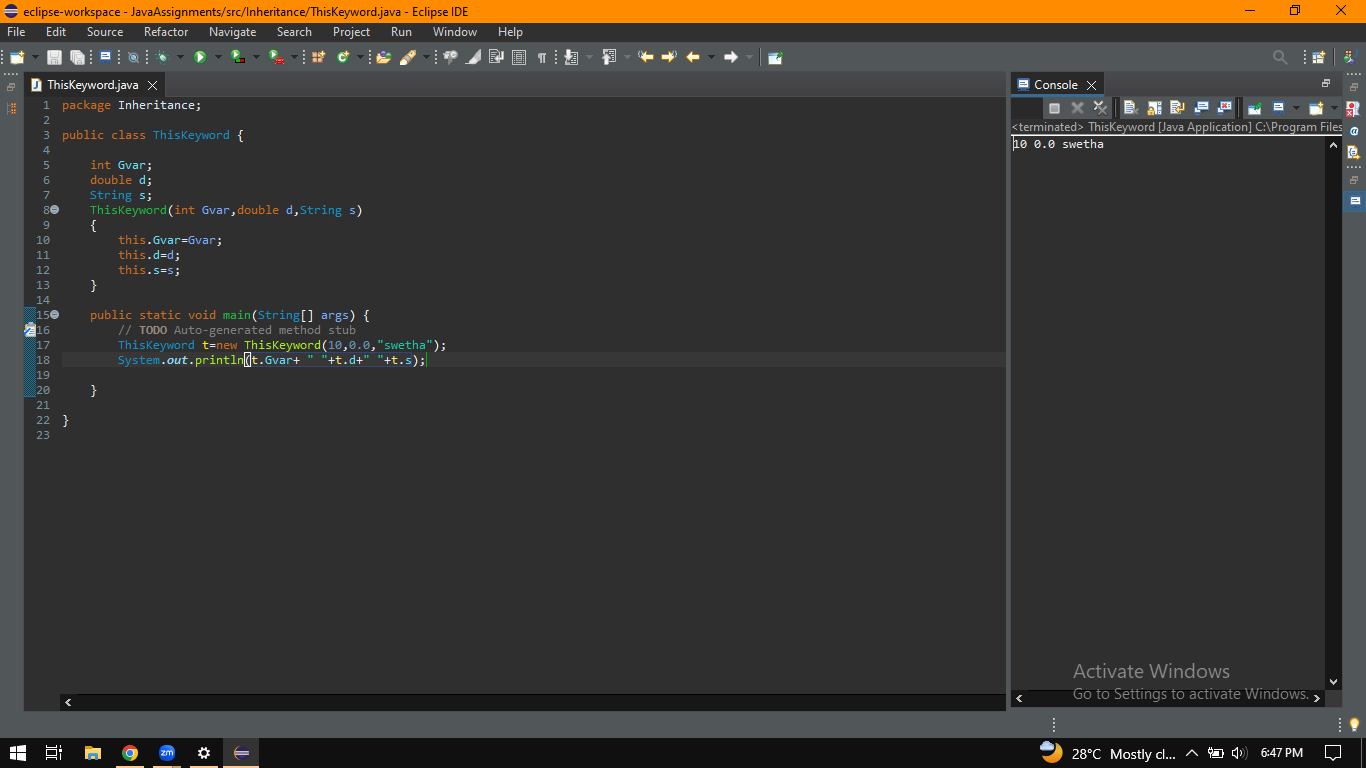 eclipse-workspace - JavaAssignments/src/Inheritance/ThisKeyword.java - Eclipse IDE
File Edit Source Refactor Navigate Search Project Run Window Help
ThisKeyword.java
1 package Inheritance;
2
3 public class ThisKeyword {
4
5 int Gvar;
6 double d;
7 String s;
8 ThisKeyword(int Gvar,double d,String s)
9 {
10 this.Gvar=Gvar;
11 this.d=d;
12 this.s=s;
13 }
14
15 public static void main(String[] args) {
16 // TODO Auto-generated method stub
17 ThisKeyword t=new ThisKeyword(10,0.0,"swetha");
18 System.out.println(t.Gvar+ " "+t.d+" "+t.s);
19
20 }
21
22 }
23
Console
<terminated> ThisKeyword [Java Application] C:\Program Files
10 0.0 swetha
Activate Windows
Go to Settings to activate Windows.
zm
28°C Mostly cl... 6:47 PM